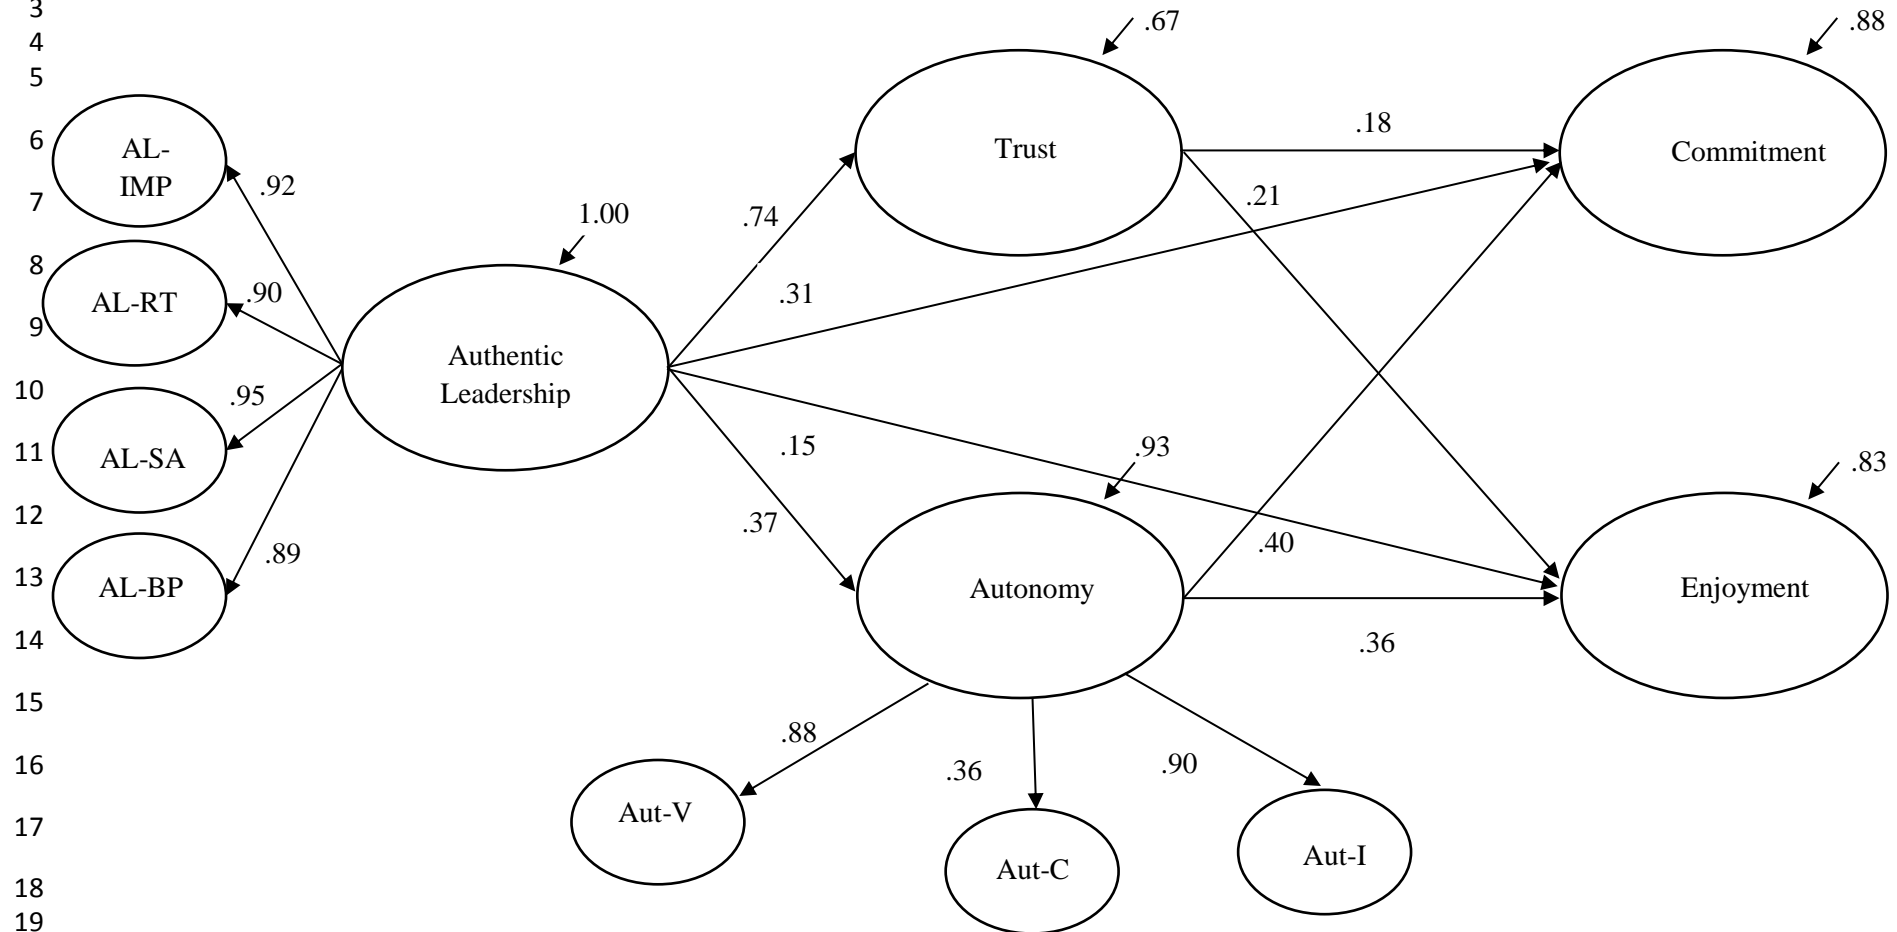 3
.67
.88
4
5
6
AL-
IMP
Trust
.18
Commitment
7
.92
.74
.21
1.00
8
AL-RT
.90
.31
9
Authentic
Leadership
10
.95
11
AL-SA
.15
.93
.83
12
.89
.37
.40
13
AL-BP
Autonomy
Enjoyment
14
.36
15
.88
16
.36
.90
17
Aut-V
Aut-C
Aut-I
18
19